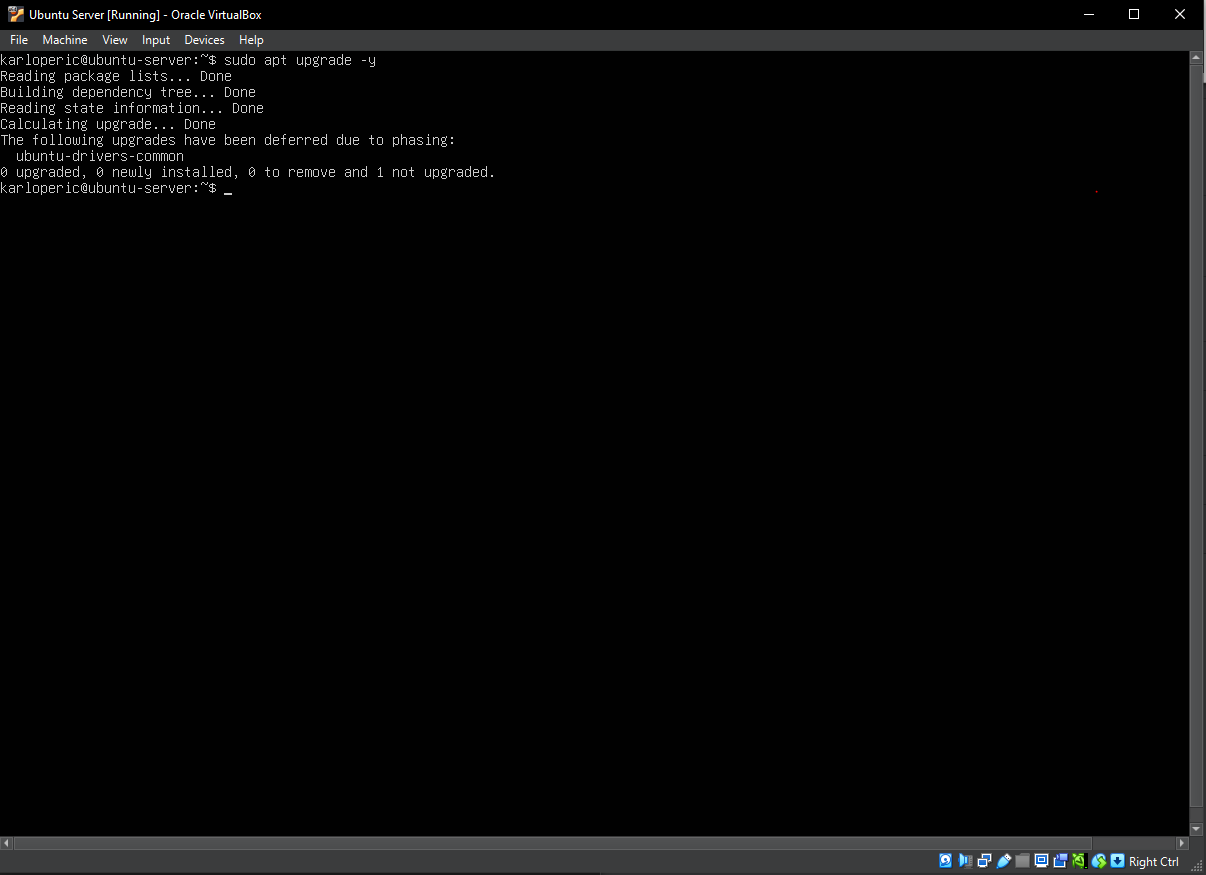 Ubuntu Server [Running] - Oracle VirtualBox
File Machine View Input Devices Help
karloperic@ubuntu-server:~$ sudo apt upgrade -y
Reading package lists... Done
Building dependency tree... Done
Reading state information... Done
Calculating upgrade... Done
The following upgrades have been deferred due to phasing:
  ubuntu-drivers-common
0 upgraded, 0 newly installed, 0 to remove and 1 not upgraded.
karloperic@ubuntu-server:~$ _
Right Ctrl